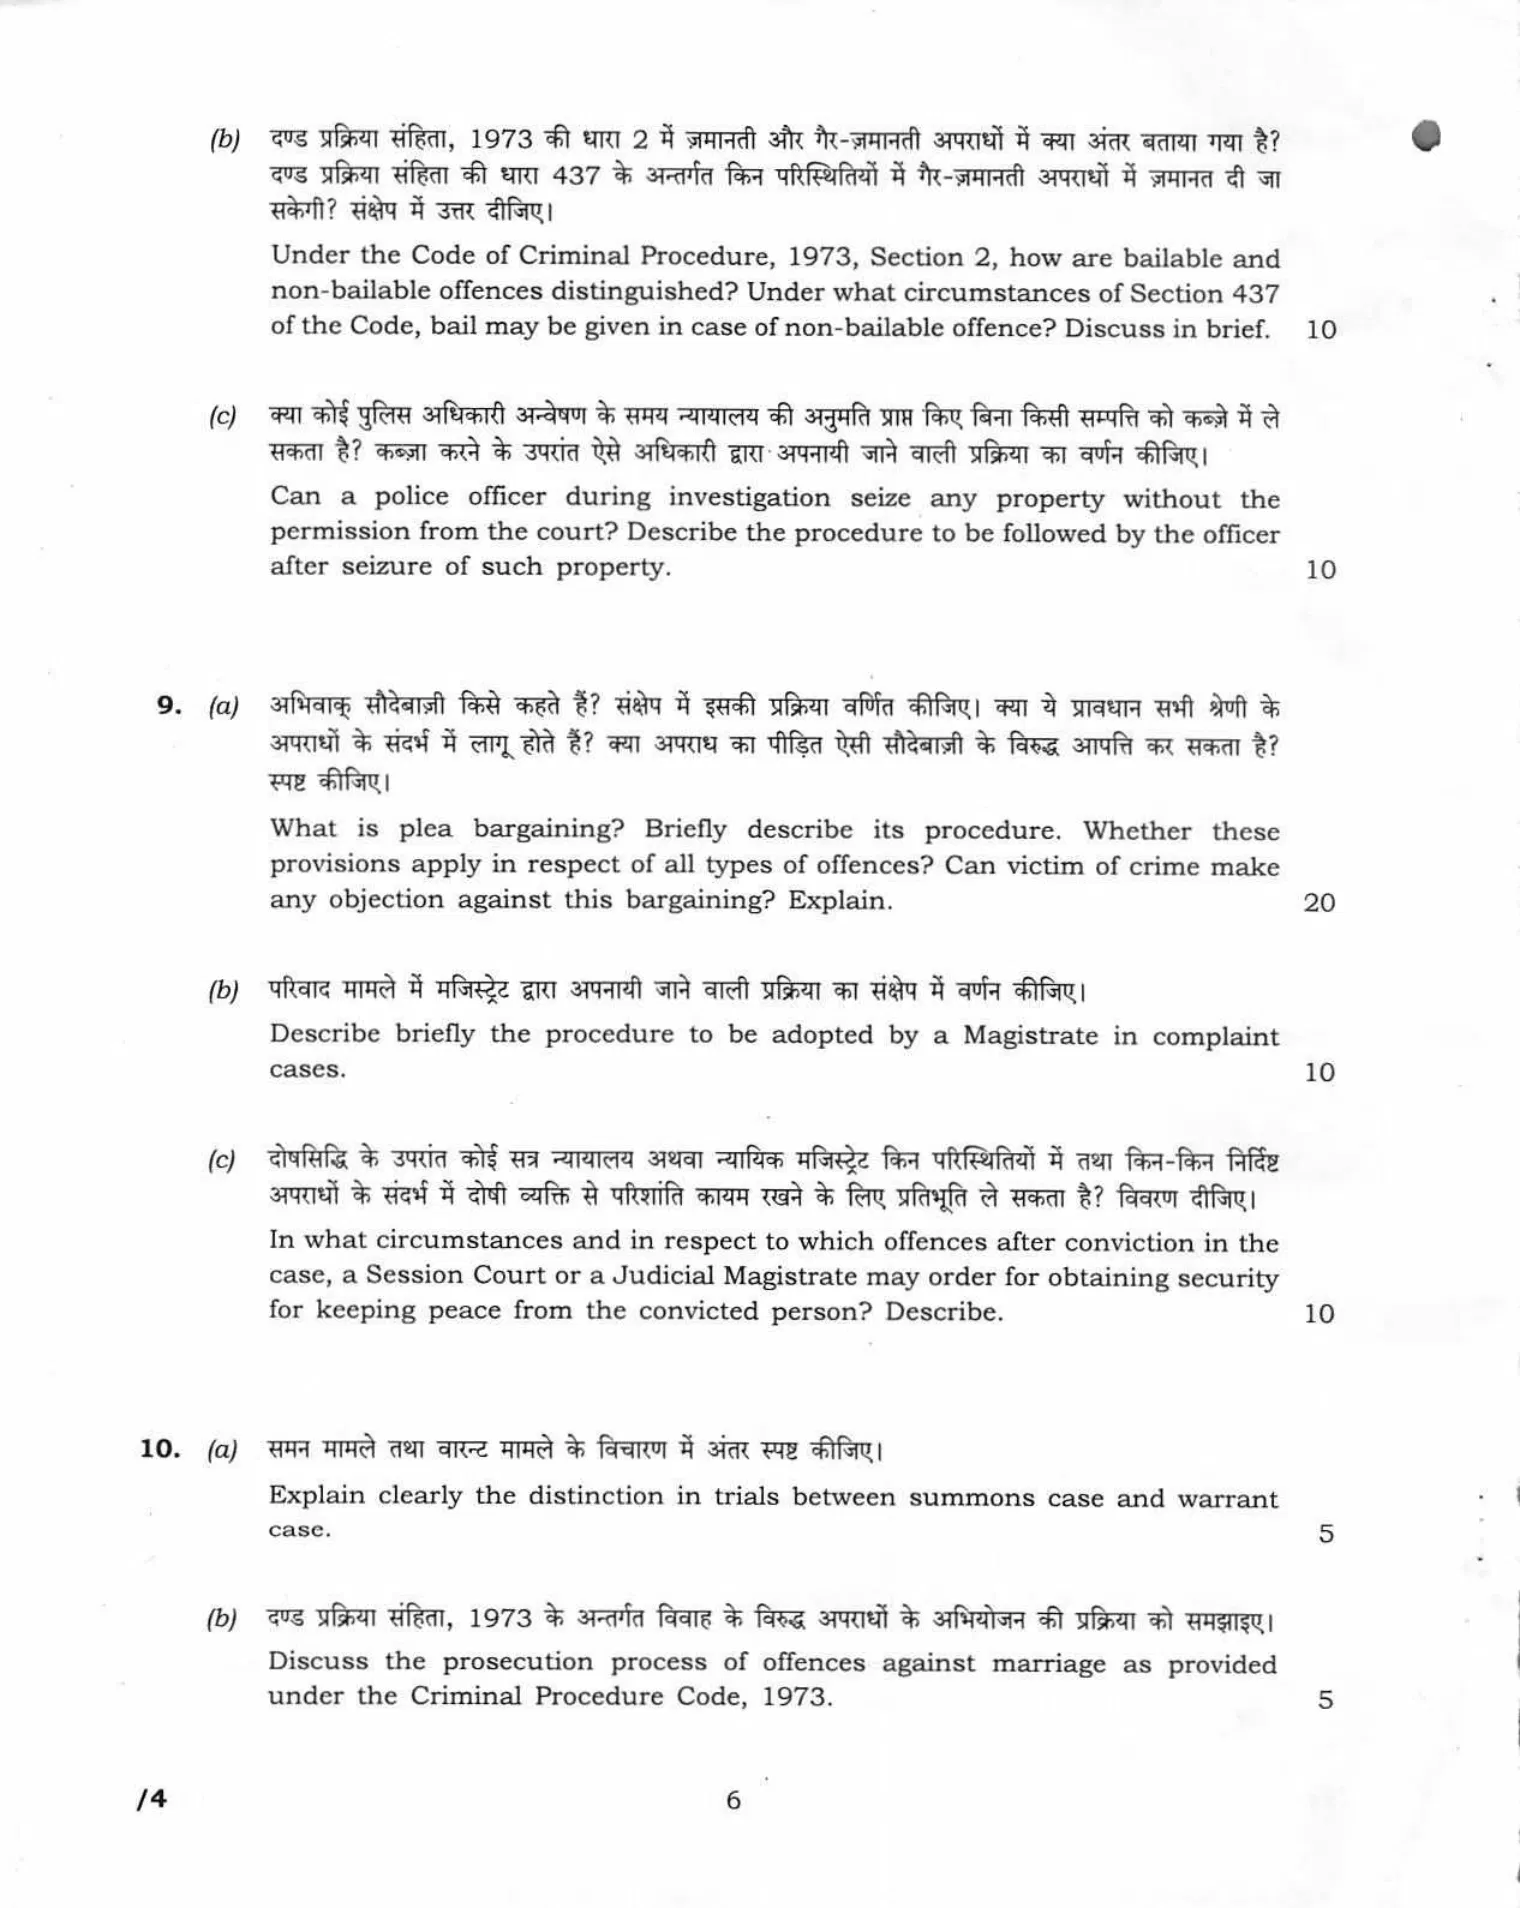 (b) दण्ड प्रक्रिया संहिता, 1973 की धारा 2 में ज़मानती और गैर-ज़मानती अपराधों में क्या अंतर बताया गया है?
दण्ड प्रक्रिया संहिता की धारा 437 के अन्तर्गत किन परिस्थितियों में गैर-ज़मानती अपराधों में ज़मानत दी जा
सकेगी? संक्षेप में उत्तर दीजिए।
Under the Code of Criminal Procedure, 1973, Section 2, how are bailable and
non-bailable offences distinguished? Under what circumstances of Section 437
of the Code, bail may be given in case of non-bailable offence? Discuss in brief. 10
(c) क्या कोई पुलिस अधिकारी अन्वेषण के समय न्यायालय की अनुमति प्राप्त किए बिना किसी सम्पत्ति को कब्ज़े में ले
सकता है? कब्ज़ा करने के उपरांत ऐसे अधिकारी द्वारा अपनायी जाने वाली प्रक्रिया का वर्णन कीजिए।
Can a police officer during investigation seize any property without the
permission from the court? Describe the procedure to be followed by the officer
after seizure of such property. 10
9. (a) अभिवाक् सौदेबाज़ी किसे कहते हैं? संक्षेप में इसकी प्रक्रिया वर्णित कीजिए। क्या ये प्रावधान सभी श्रेणी के
अपराधों के संदर्भ में लागू होते हैं? क्या अपराध का पीड़ित ऐसी सौदेबाज़ी के विरुद्ध आपत्ति कर सकता है?
स्पष्ट कीजिए।
What is plea bargaining? Briefly describe its procedure. Whether these
provisions apply in respect of all types of offences? Can victim of crime make
any objection against this bargaining? Explain. 20
(b) परिवाद मामले में मजिस्ट्रेट द्वारा अपनायी जाने वाली प्रक्रिया का संक्षेप में वर्णन कीजिए।
Describe briefly the procedure to be adopted by a Magistrate in complaint
cases. 10
(c) दोषसिद्धि के उपरांत कोई सत्र न्यायालय अथवा न्यायिक मजिस्ट्रेट किन परिस्थितियों में तथा किन-किन निर्दिष्ट
अपराधों के संदर्भ में दोषी व्यक्ति से परिशांति कायम रखने के लिए प्रतिभूति ले सकता है? विवरण दीजिए।
In what circumstances and in respect to which offences after conviction in the
case, a Session Court or a Judicial Magistrate may order for obtaining security
for keeping peace from the convicted person? Describe. 10
10. (a) समन मामले तथा वारन्ट मामले के विचारण में अंतर स्पष्ट कीजिए।
Explain clearly the distinction in trials between summons case and warrant
case. 5
(b) दण्ड प्रक्रिया संहिता, 1973 के अन्तर्गत विवाह के विरुद्ध अपराधों के अभियोजन की प्रक्रिया को समझाइए।
Discuss the prosecution process of offences against marriage as provided
under the Criminal Procedure Code, 1973. 5
/4 6